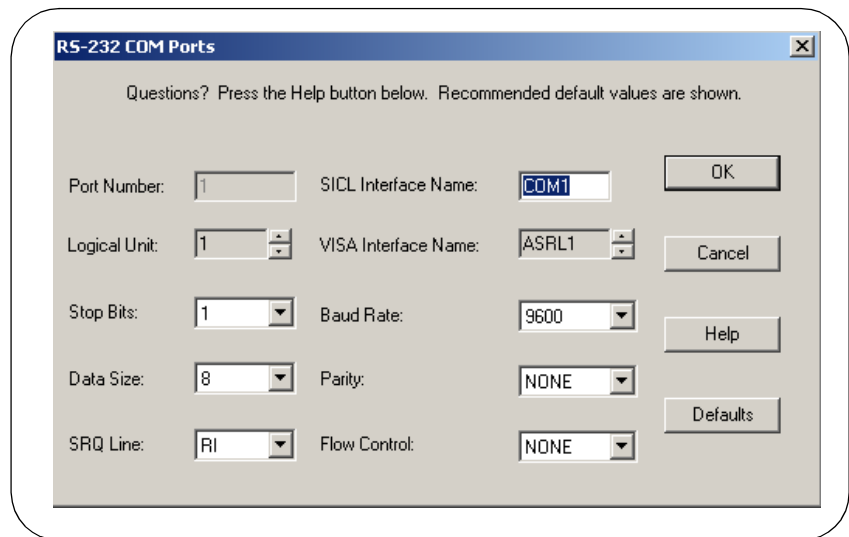 RS-232 COM Ports
Questions? Press the Help button below. Recommended default values are shown.
Port Number: 1 SICL Interface Name: COM1 OK
Logical Unit: 1 VISA Interface Name: ASRL1 Cancel
Stop Bits: 1 Baud Rate: 9600 Help
Data Size: 8 Parity: NONE Defaults
SRQ Line: RI Flow Control: NONE